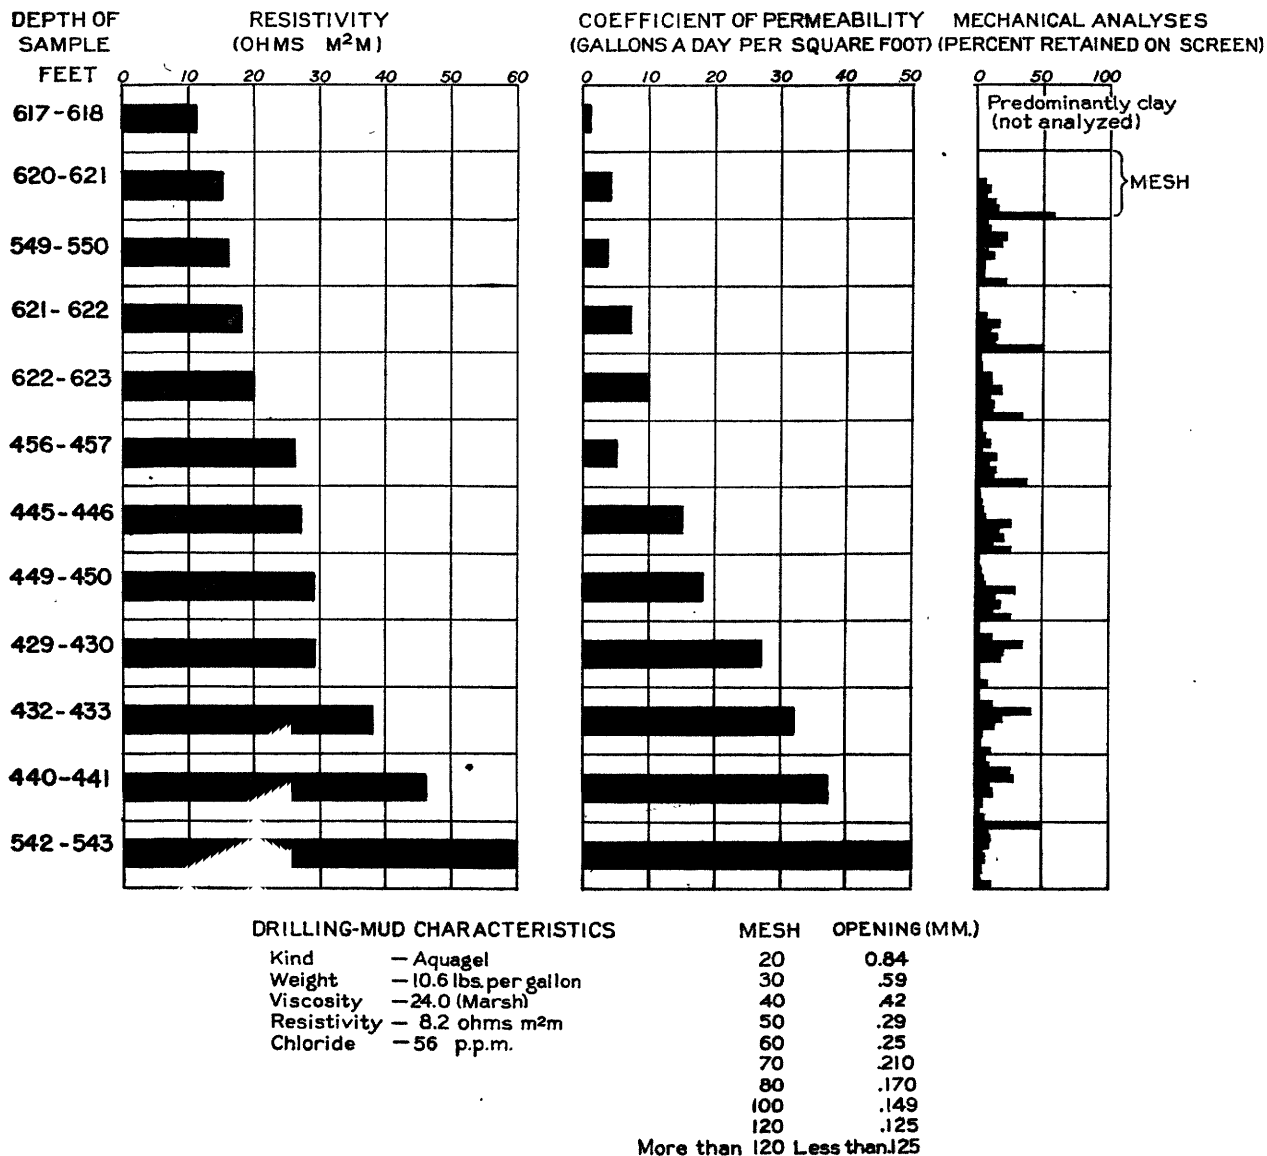 DEPTH OF RESISTIVITY COEFFICIENT OF PERMEABILITY MECHANICAL ANALYSES
SAMPLE (OHMS M²M) (GALLONS A DAY PER SQUARE FOOT) (PERCENT RETAINED ON SCREEN)
FEET 0 10 20 30 40 50 60 0 10 20 30 40 50 0 50 100
617-618 Predominantly clay
(not analyzed)
620-621 MESH
549-550
621-622
622-623
456-457
445-446
449-450
429-430
432-433
440-441
542-543
DRILLING-MUD CHARACTERISTICS MESH OPENING (MM.)
Kind — Aquagel 20 0.84
Weight — 10.6 lbs. per gallon 30 .59
Viscosity — 24.0 (Marsh) 40 .42
Resistivity — 8.2 ohms m²m 50 .29
Chloride — 56 p.p.m. 60 .25
70 .210
80 .170
100 .149
120 .125
More than 120 Less than .125